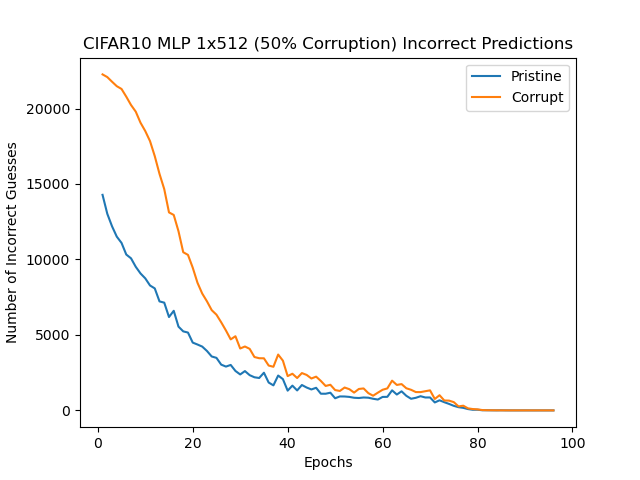 CIFAR10 MLP 1x512 (50% Corruption) Incorrect Predictions
Pristine
Corrupt
Number of Incorrect Guesses
20000
15000
10000
5000
0
0 20 40 60 80 100
Epochs